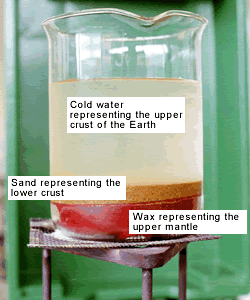 Cold water
representing the upper
crust of the Earth
Sand representing the
lower crust
Wax representing the
upper mantle